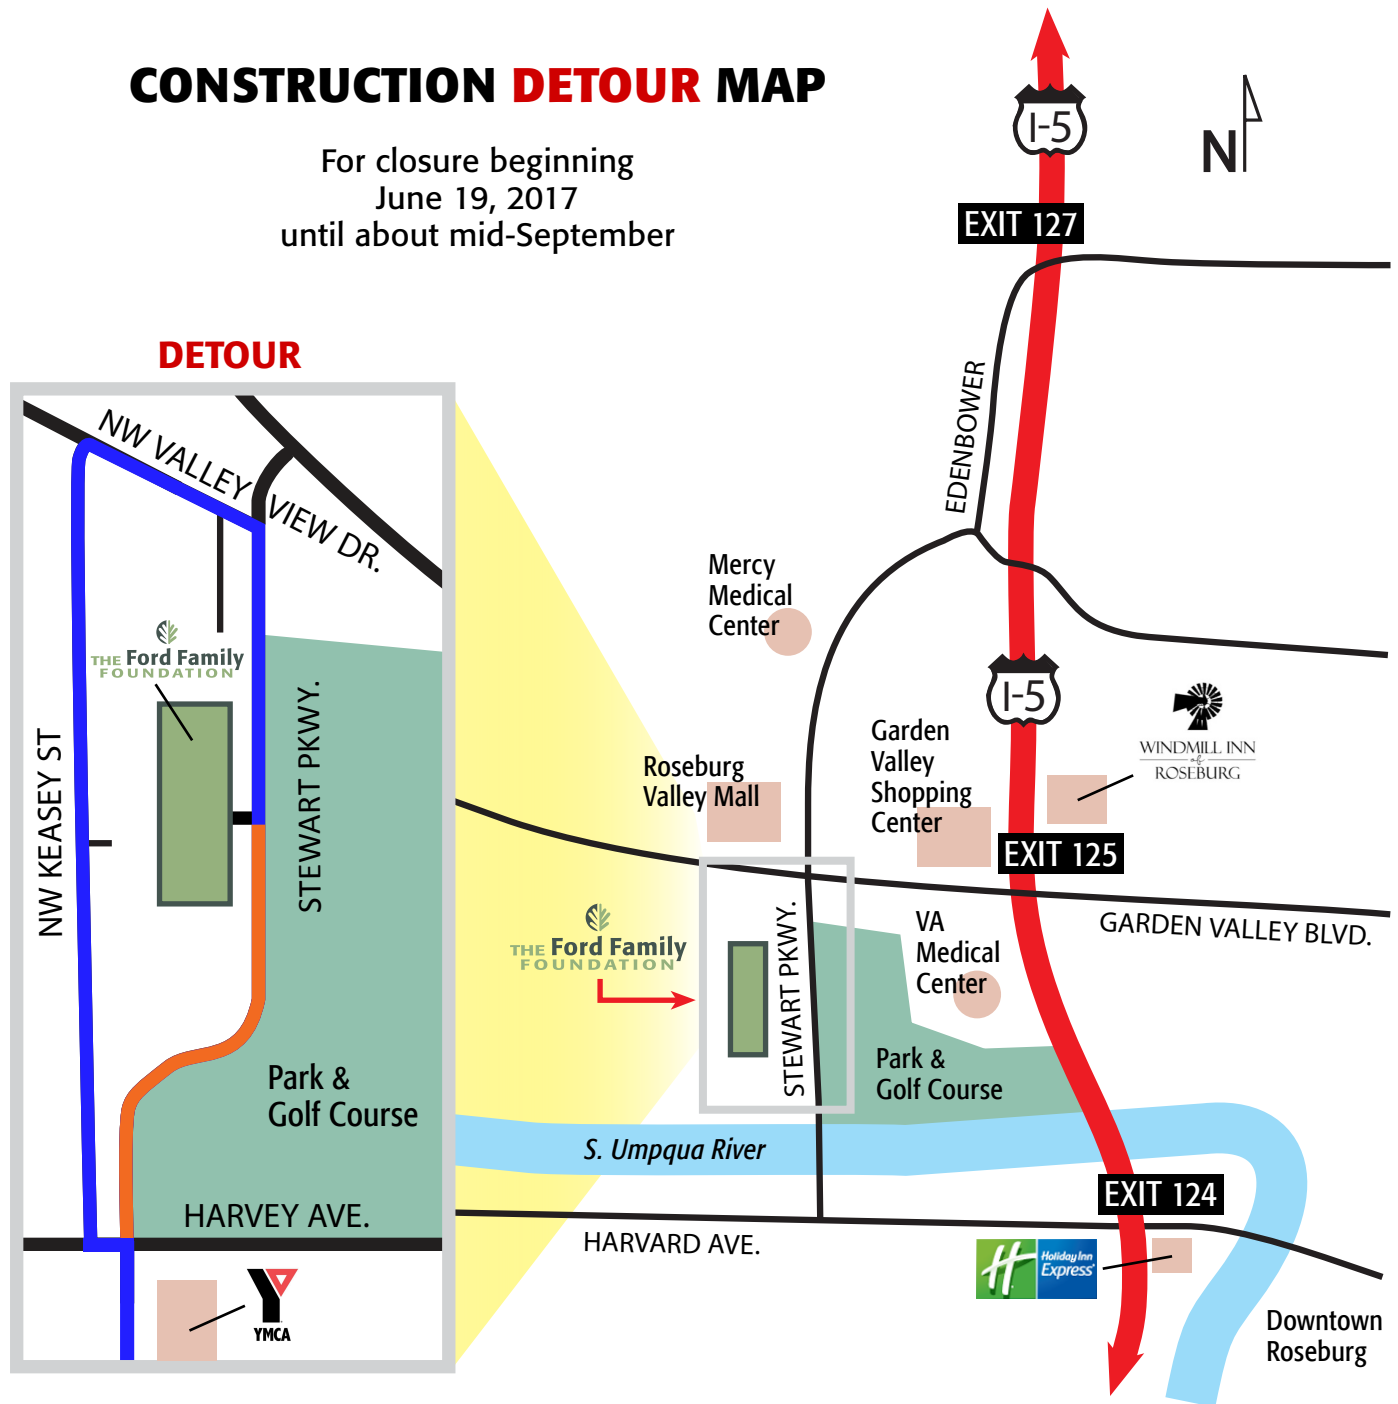 CONSTRUCTION DETOUR MAP
For closure beginning
June 19, 2017
until about mid-September
I-5
N
EXIT 127
DETOUR
NW VALLEY VIEW DR.
THE Ford Family
FOUNDATION
NW KEASEY ST
STEWART PKWY.
Park &
Golf Course
HARVEY AVE.
YMCA
EDENBOWER
Mercy
Medical
Center
I-5
WINDMILL INN
of
ROSEBURG
Garden
Valley
Shopping
Center
Roseburg
Valley Mall
EXIT 125
GARDEN VALLEY BLVD.
THE Ford Family
FOUNDATION
STEWART PKWY.
VA
Medical
Center
Park &
Golf Course
S. Umpqua River
EXIT 124
HARVARD AVE.
H
Holiday Inn
Express
Downtown
Roseburg